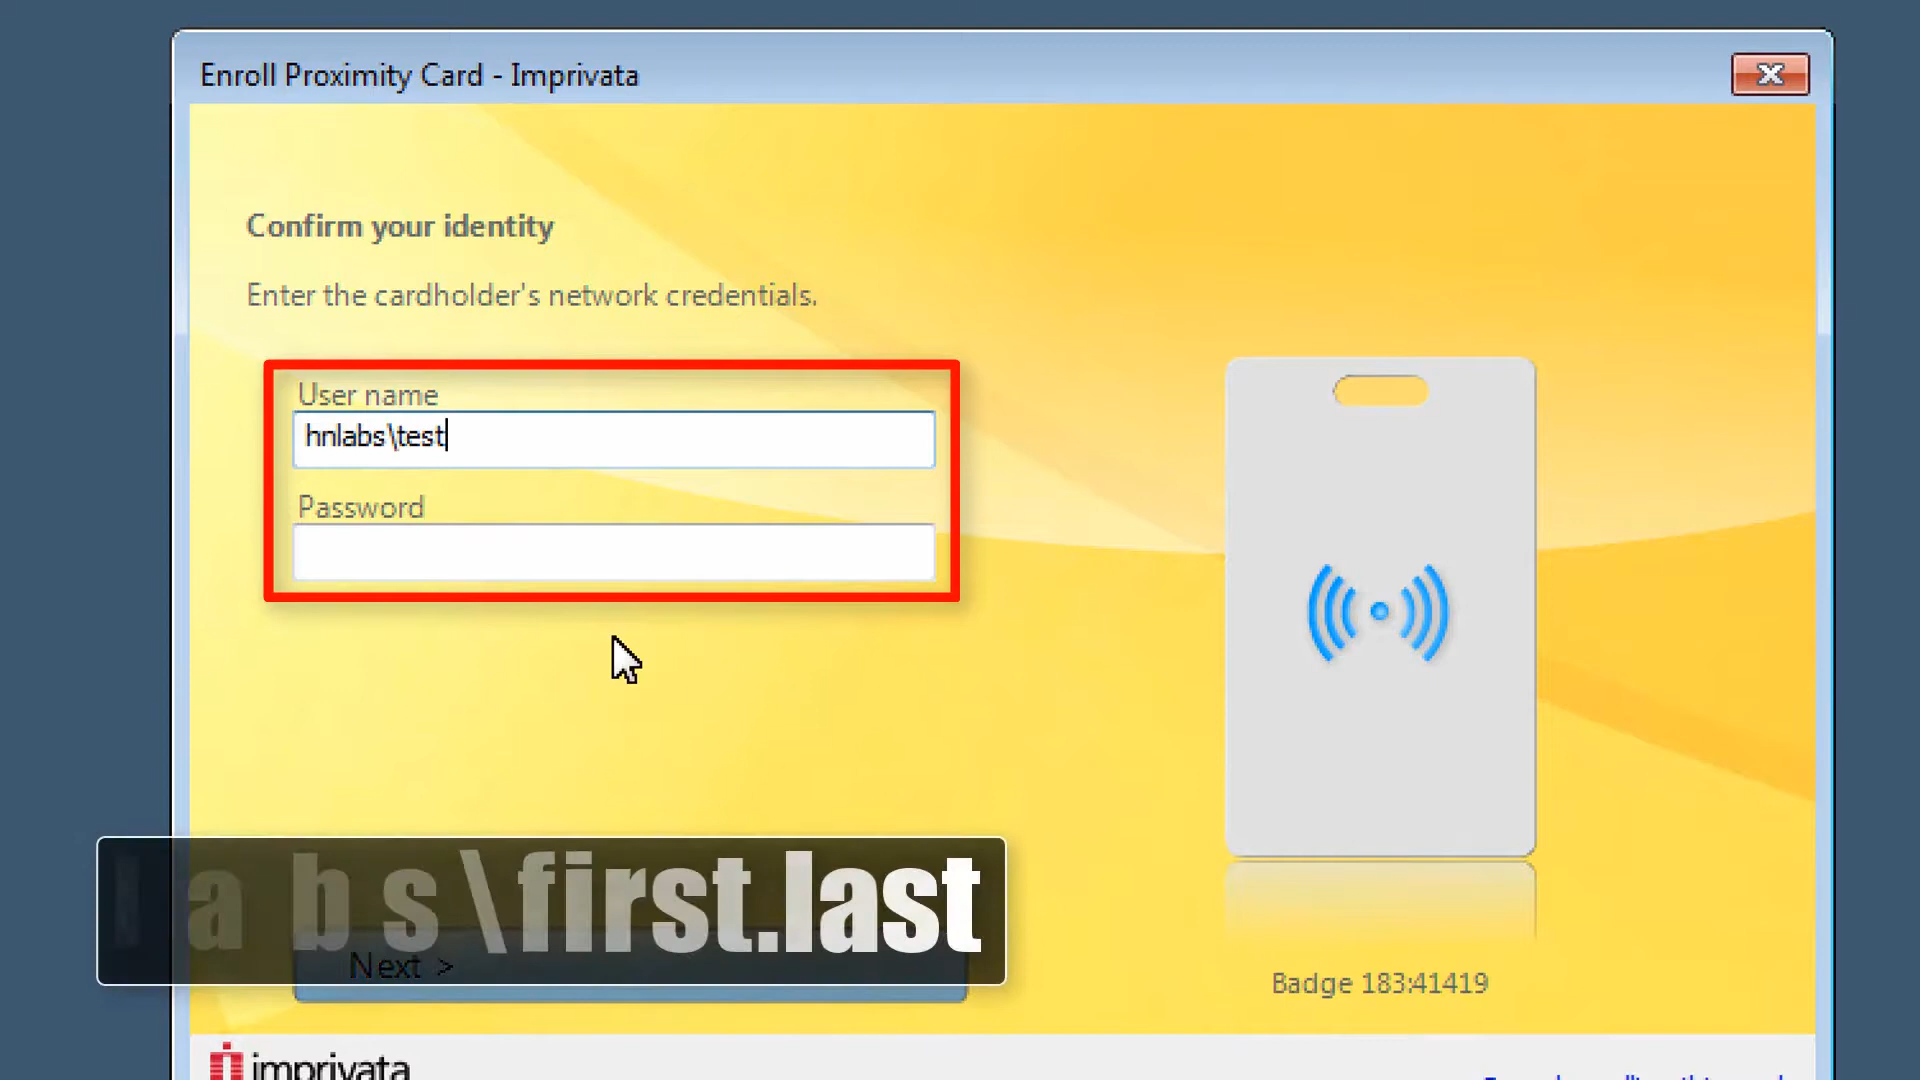 Enroll Proximity Card - Imprivata
Confirm your identity
Enter the cardholder's network credentials.
User name
hnlabs\test
Password
labs\first.last
Next >
Badge 183:41419
imprivata